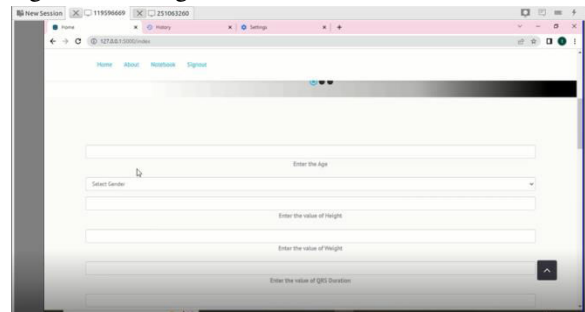 New Session 119596669 251063260
Home History Settings
127.0.0.1:5000/index
Home About Notebook Signout
Enter the Age
Select Gender
Enter the value of Height
Enter the value of Weight
Enter the value of QRS Duration